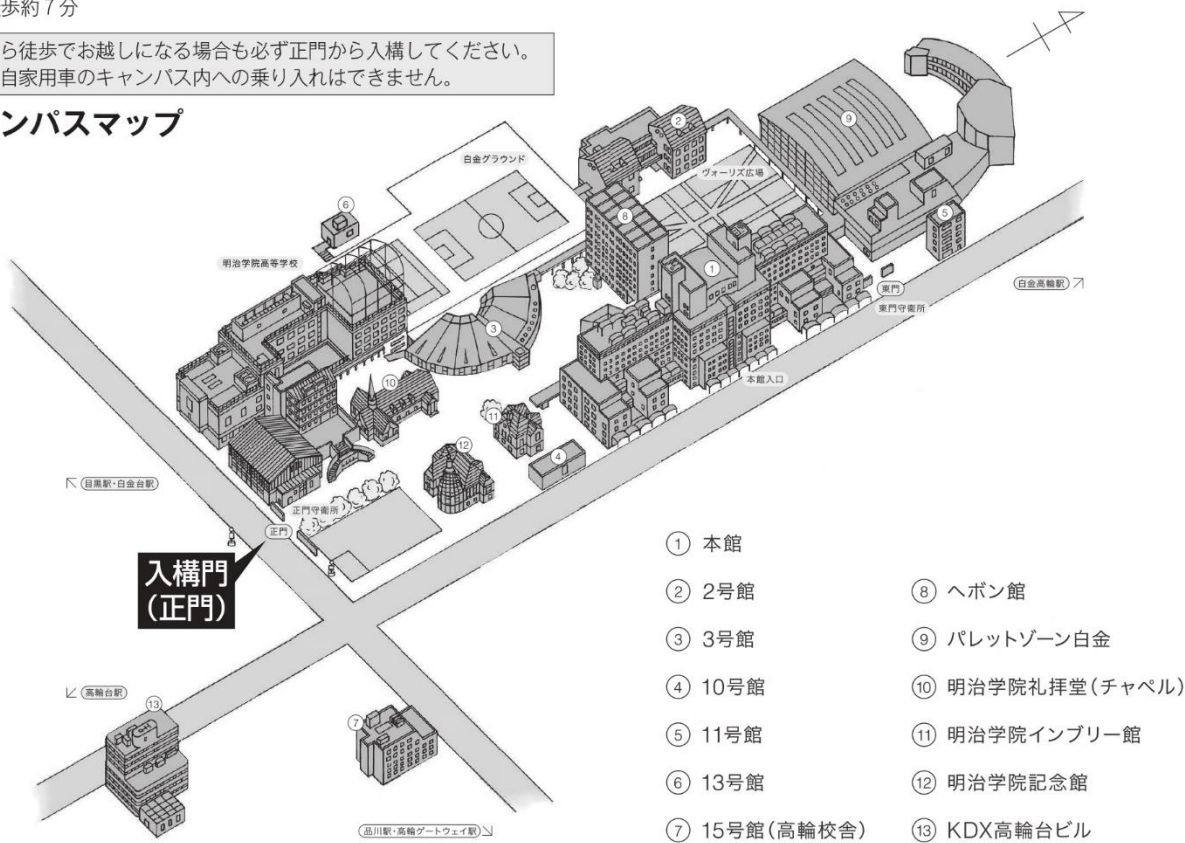 歩約7分
ら徒歩でお越しになる場合も必ず正門から入構してください。
自家用車のキャンパス内への乗り入れはできません。
ンパスマップ
白金グラウンド
ヴォーリズ広場
明治学院高等学校
白金高輪駅
東門
東門守衛所
本館入口
目黒駅・白金台駅
正門守衛所
正門
入構門
(正門)
高輪台駅
品川駅・高輪ゲートウェイ駅
① 本館
② 2号館
③ 3号館
④ 10号館
⑤ 11号館
⑥ 13号館
⑦ 15号館(高輪校舎)
⑧ ヘボン館
⑨ パレットゾーン白金
⑩ 明治学院礼拝堂(チャペル)
⑪ 明治学院インブリー館
⑫ 明治学院記念館
⑬ KDX高輪台ビル